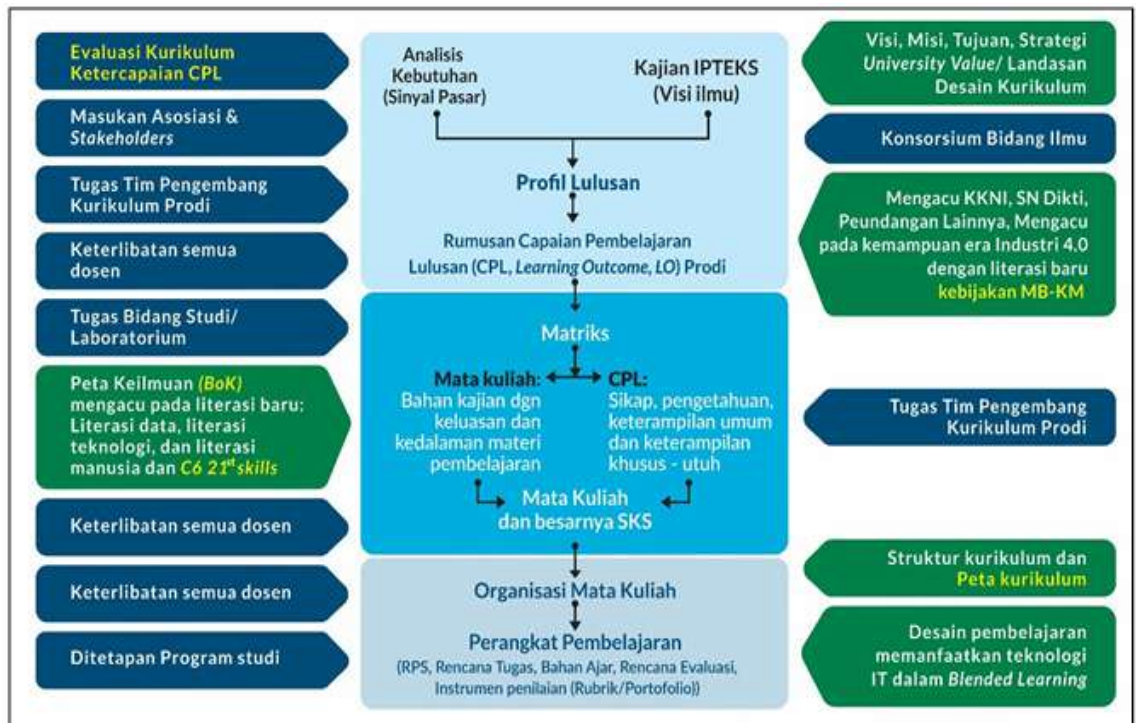 Evaluasi Kurikulum
Ketercapaian CPL
Masukan Asosiasi &
Stakeholders
Tugas Tim Pengembang
Kurikulum Prodi
Keterlibatan semua
dosen
Tugas Bidang Studi/
Laboratorium
Peta Keilmuan (BoK)
mengacu pada literasi baru:
Literasi data, literasi
teknologi, dan literasi
manusia dan C6 21st skills
Keterlibatan semua dosen
Keterlibatan semua dosen
Ditetapan Program studi
Analisis
Kebutuhan
(Sinyal Pasar)
Kajian IPTEKS
(Visi ilmu)
Profil Lulusan
Rumusan Capaian Pembelajaran
Lulusan (CPL, Learning Outcome, LO) Prodi
Matriks
Mata kuliah:
Bahan kajian dgn
keluasan dan
kedalaman materi
pembelajaran
CPL:
Sikap, pengetahuan,
keterampilan umum
dan keterampilan
khusus - utuh
Mata Kuliah
dan besarnya SKS
Organisasi Mata Kuliah
Perangkat Pembelajaran
(RPS, Rencana Tugas, Bahan Ajar, Rencana Evaluasi,
Instrumen penilaian (Rubrik/Portofolio))
Visi, Misi, Tujuan, Strategi
University Value/ Landasan
Desain Kurikulum
Konsorsium Bidang Ilmu
Mengacu KKNI, SN Dikti,
Peundangan Lainnya, Mengacu
pada kemampuan era Industri 4.0
dengan literasi baru
kebijakan MB-KM
Tugas Tim Pengembang
Kurikulum Prodi
Struktur kurikulum dan
Peta kurikulum
Desain pembelajaran
memanfaatkan teknologi
IT dalam Blended Learning